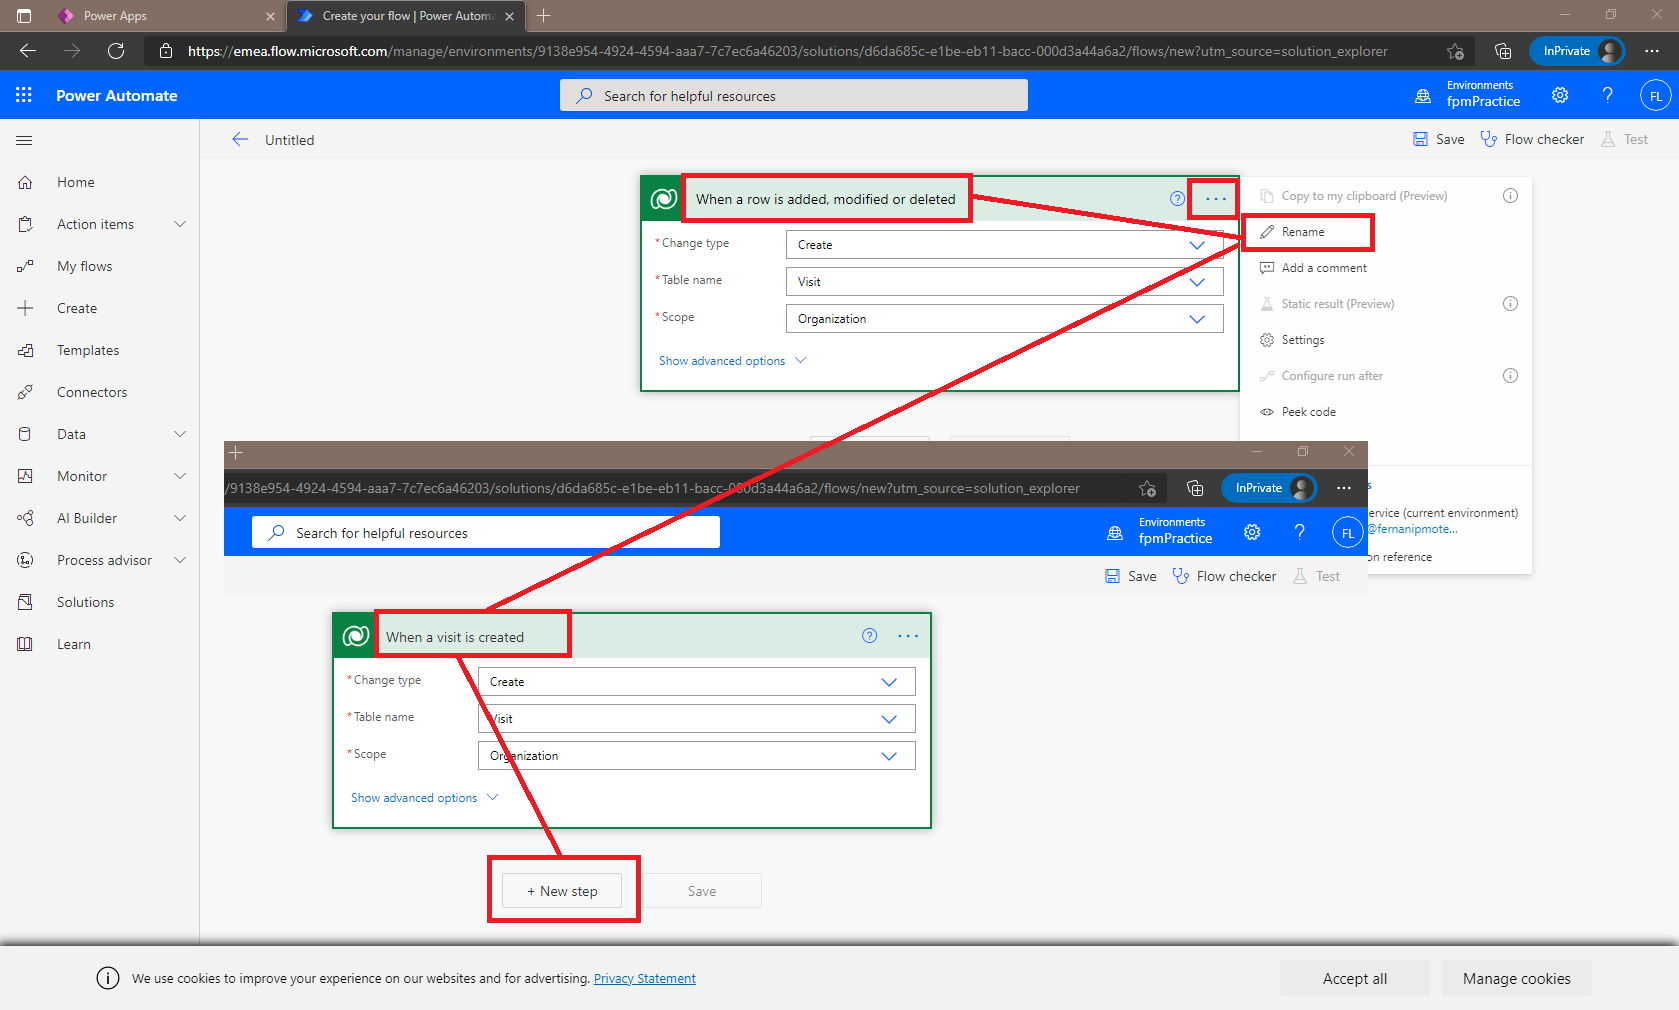 Power Apps
Create your flow | Power Automa
https://emea.flow.microsoft.com/manage/environments/9138e954-4924-4594-aaa7-7c7ec6a46203/solutions/d6da685c-e1be-eb11-bacc-000d3a44a6a2/flows/new?utm_source=solution_explorer
InPrivate
Power Automate
Search for helpful resources
Environments
fpmPractice
FL
Untitled
Save
Flow checker
Test
Home
Action items
My flows
Create
Templates
Connectors
Data
Monitor
AI Builder
Process advisor
Solutions
Learn
When a row is added, modified or deleted
* Change type
Create
* Table name
Visit
* Scope
Organization
Show advanced options
Copy to my clipboard (Preview)
Rename
Add a comment
Static result (Preview)
Settings
Configure run after
Peek code
s
ervice (current environment)
@fernanipmote...
on reference
/9138e954-4924-4594-aaa7-7c7ec6a46203/solutions/d6da685c-e1be-eb11-bacc-000d3a44a6a2/flows/new?utm_source=solution_explorer
InPrivate
Search for helpful resources
Environments
fpmPractice
FL
Save
Flow checker
Test
When a visit is created
* Change type
Create
* Table name
Visit
* Scope
Organization
Show advanced options
+ New step
Save
We use cookies to improve your experience on our websites and for advertising. Privacy Statement
Accept all
Manage cookies